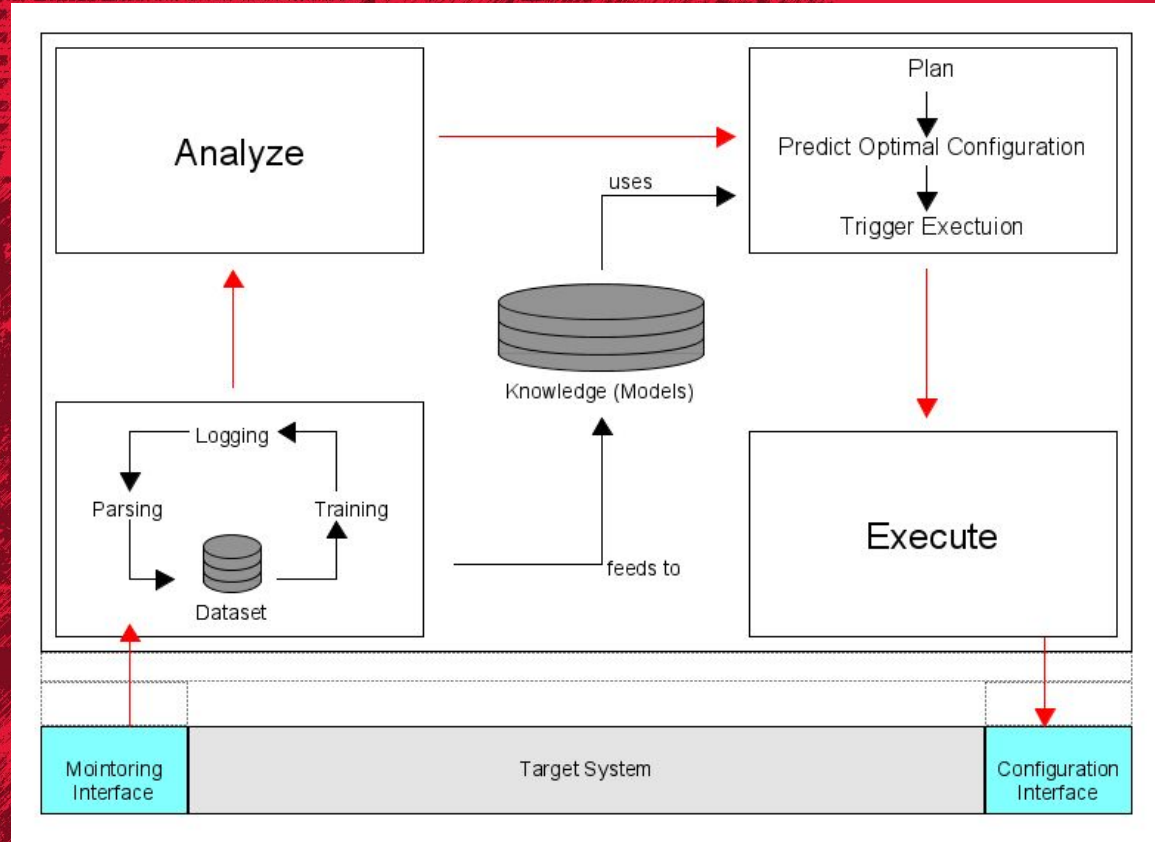 Analyze
Plan
Predict Optimal Configuration
Trigger Exectuion
uses
Knowledge (Models)
Logging
Parsing
Training
Dataset
feeds to
Execute
Mointoring
Interface
Target System
Configuration
Interface